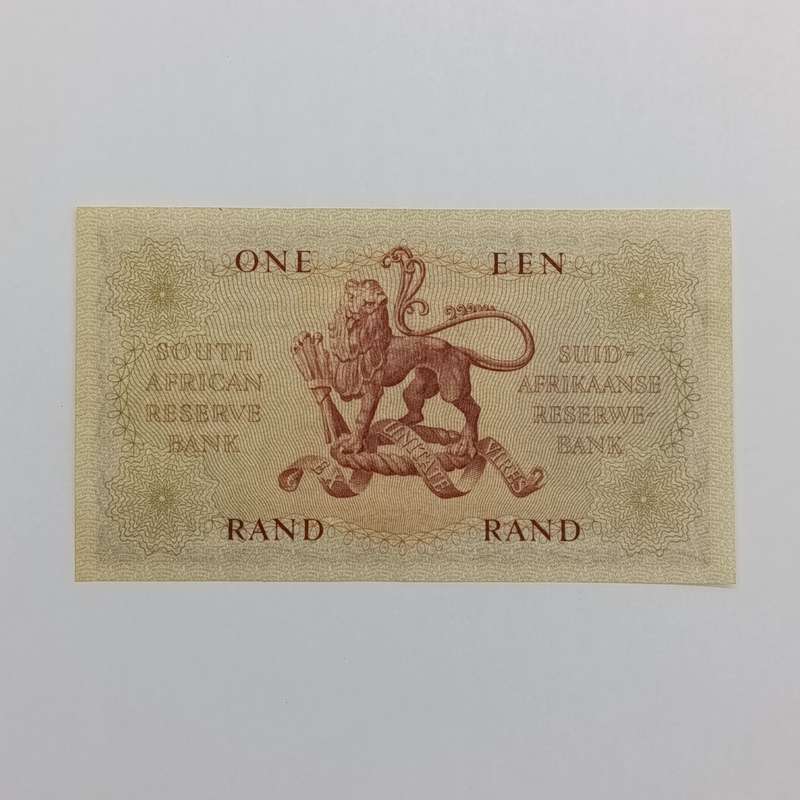 ONE EEN
SOUTH
AFRICAN
RESERVE
BANK
SUID-
AFRIKAANSE
RESERWE-
BANK
EX UNITATE VIRES
RAND RAND